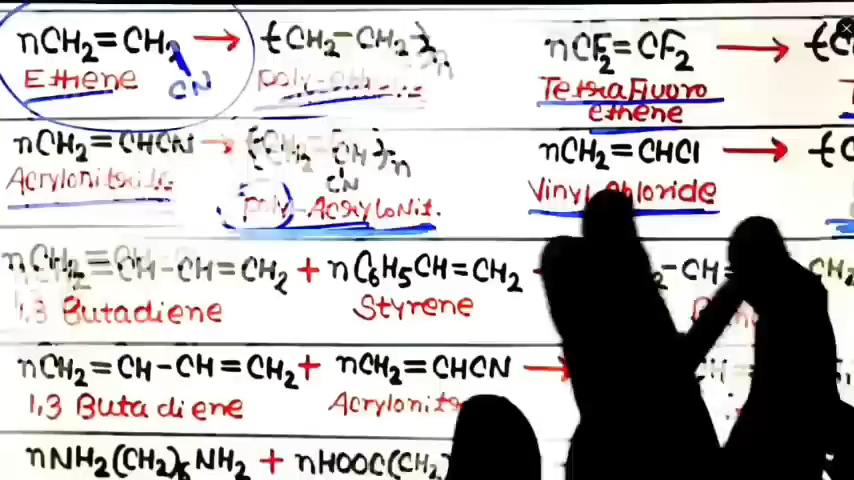 nCH₂=CH₂ → {CH₂-CH₂}n nCF₂=CF₂ → {C
CN
Ethene TetraFluoro
ethene
nCH₂=CHCN → {CH₂-CH}n nCH₂=CHCl → {C
CN
Vinyl chloride
poly-AcryloNit.
nCH₂=CH-CH=CH₂ + nC6H5CH=CH₂ -CH= CH₂
1,3 Butadiene Styrene
nCH₂=CH-CH=CH₂ + nCH₂=CHCN →
1,3 Butadiene
nNH₂(CH₂)₆NH₂ + nHOOC(CH₂)